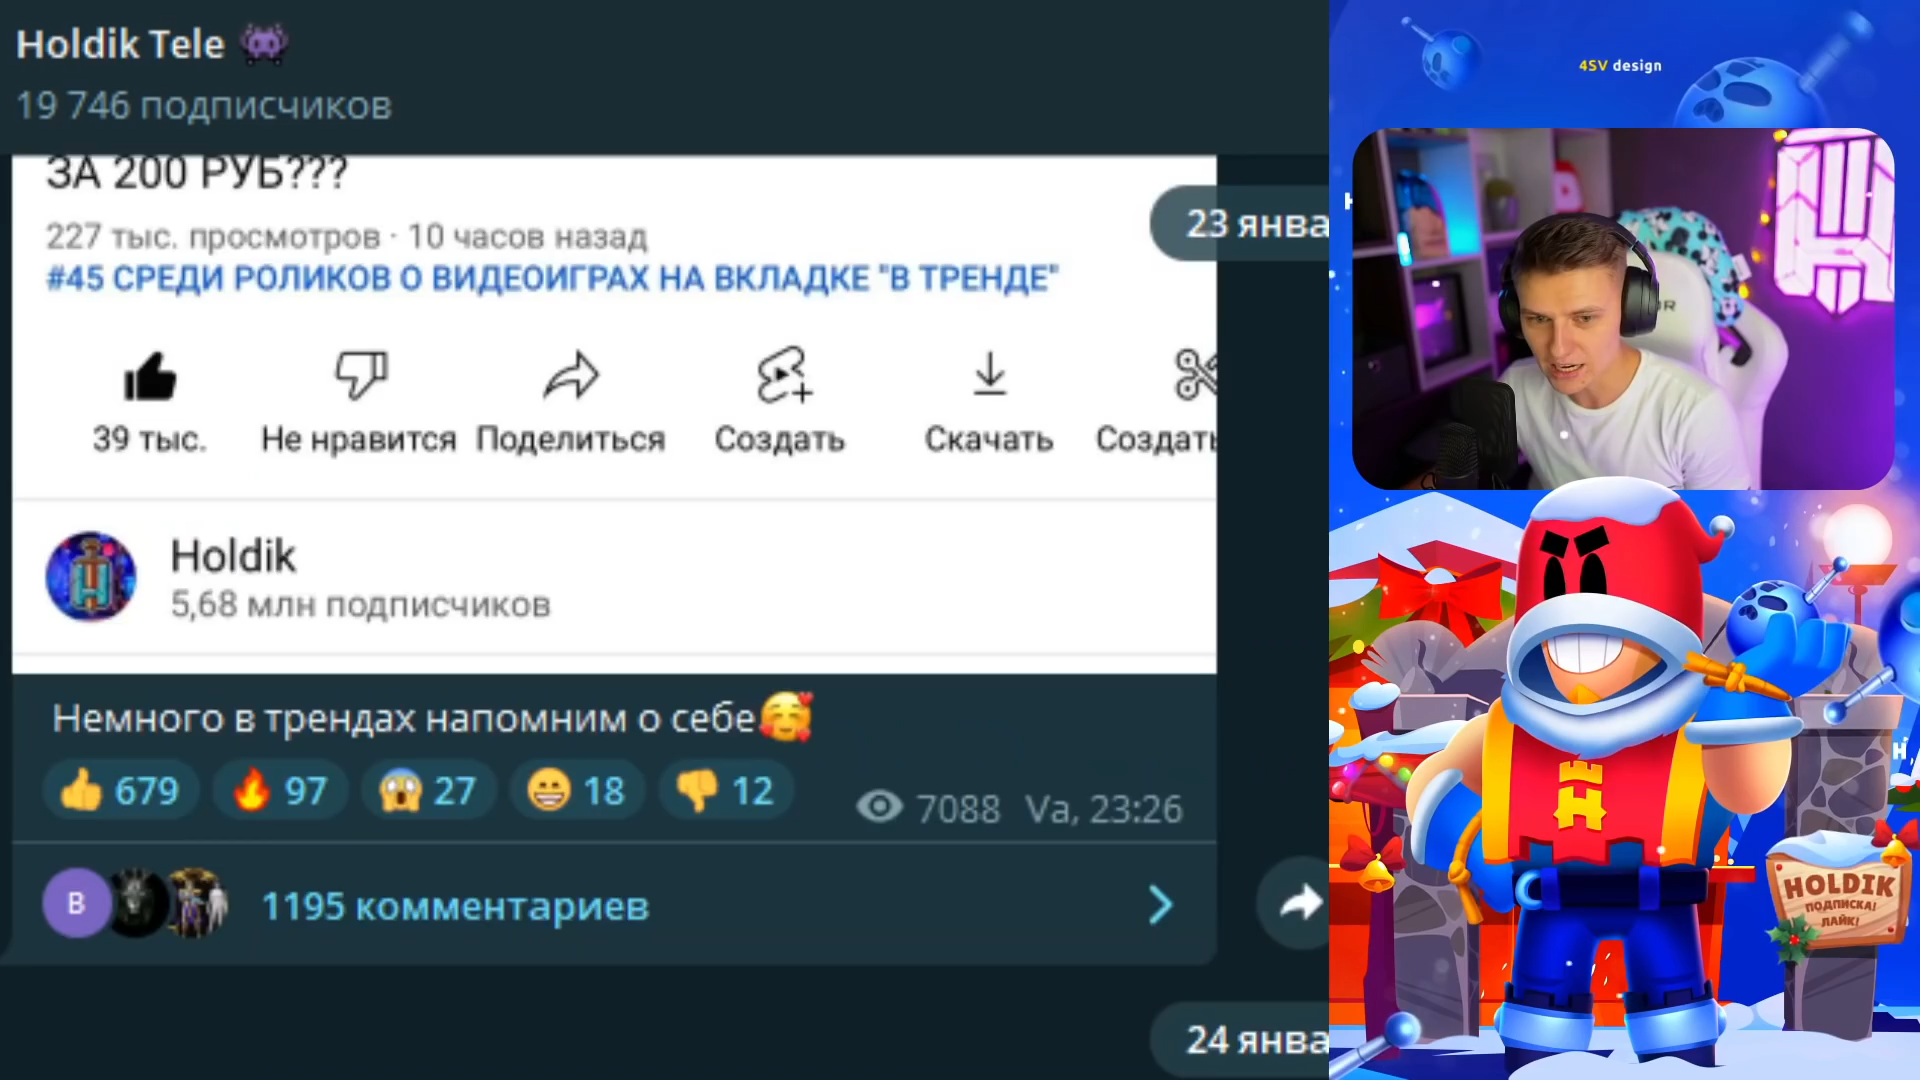 Holdik Tele
19 746 подписчиков
ЗА 200 РУБ???
227 тыс. просмотров · 10 часов назад
#45 СРЕДИ РОЛИКОВ О ВИДЕОИГРАХ НА ВКЛАДКЕ "В ТРЕНДЕ"
23 янва
39 тыс.
Не нравится
Поделиться
Создать
Скачать
Создать
Holdik
5,68 млн подписчиков
Немного в трендах напомним о себе🥰
👍 679
🔥 97
😱 27
😁 18
👎 12
7088 Va, 23:26
B
1195 комментариев
24 янва
4SV design
H
HOLDIK
ПОДПИСКА!
ЛАЙК!